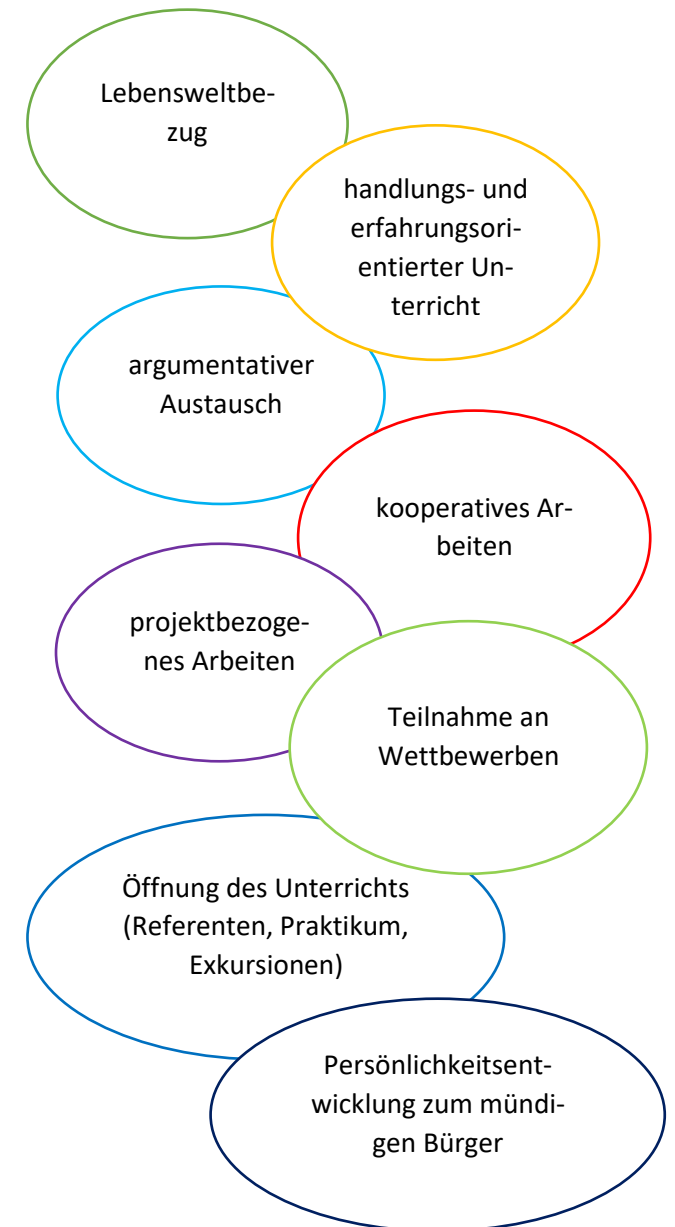 Lebensweltbe-
zug
handlungs- und
erfahrungsori-
entierter Un-
terricht
argumentativer
Austausch
kooperatives Ar-
beiten
projektbezoge-
nes Arbeiten
Teilnahme an
Wettbewerben
Öffnung des Unterrichts
(Referenten, Praktikum,
Exkursionen)
Persönlichkeitsent-
wicklung zum mündi-
gen Bürger